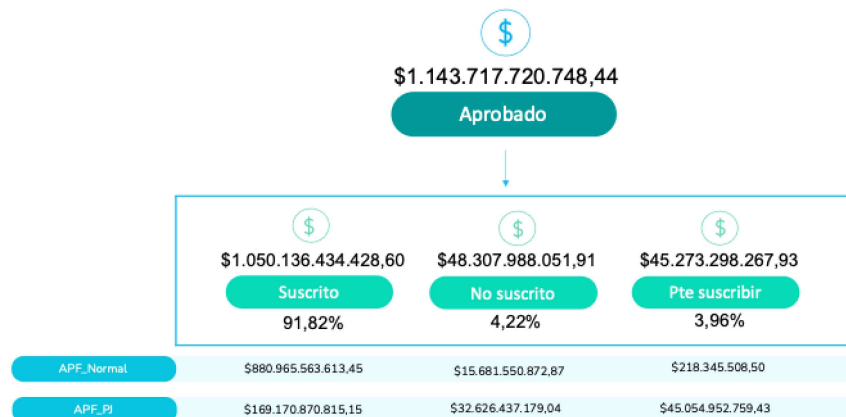 $
$1.143.717.720.748,44
Aprobado
$ $ $
$1.050.136.434.428,60 $48.307.988.051,91 $45.273.298.267,93
Suscrito No suscrito Pte suscribir
91,82% 4,22% 3,96%
APF_Normal $880.965.563.613,45 $15.681.550.872,87 $218.345.508,50
APF_PJ $169.170.870.815,15 $32.626.437.179,04 $45.054.952.759,43